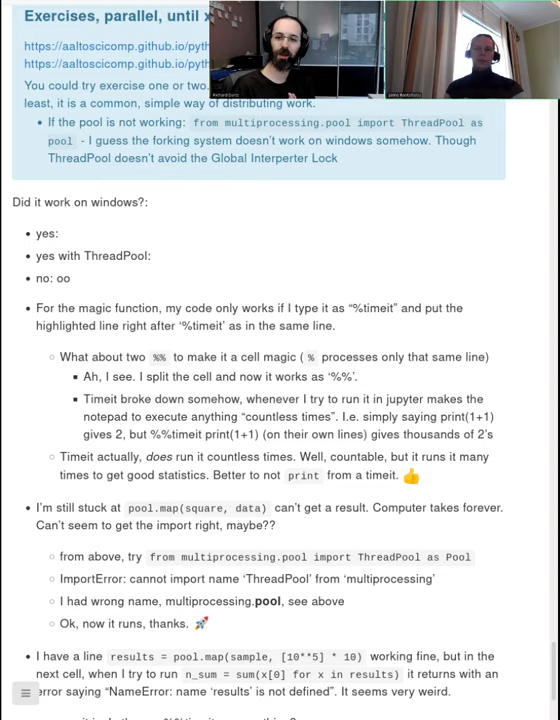 Exercises, parallel, until x
https://aaltoscicomp.github.io/pyth
https://aaltoscicomp.github.io/pyth
You could try exercise one or two.
least, it is a common, simple way of distributing work.
• If the pool is not working: from multiprocessing.pool import ThreadPool as
pool - I guess the forking system doesn't work on windows somehow. Though
ThreadPool doesn't avoid the Global Interperter Lock
Did it work on windows?:
• yes:
• yes with ThreadPool:
• no: oo
• For the magic function, my code only works if I type it as “%timeit” and put the
highlighted line right after ‘%timeit’ as in the same line.
○ What about two %% to make it a cell magic ( % processes only that same line)
▪ Ah, I see. I split the cell and now it works as ‘%%’.
▪ Timeit broke down somehow, whenever I try to run it in jupyter makes the
notepad to execute anything “countless times”. I.e. simply saying print(1+1)
gives 2, but %%timeit print(1+1) (on their own lines) gives thousands of 2’s
○ Timeit actually, does run it countless times. Well, countable, but it runs it many
times to get good statistics. Better to not print from a timeit. 👍
• I’m still stuck at pool.map(square, data) can’t get a result. Computer takes forever.
Can’t seem to get the import right, maybe??
○ from above, try from multiprocessing.pool import ThreadPool as Pool
○ ImportError: cannot import name ‘ThreadPool’ from ‘multiprocessing’
○ I had wrong name, multiprocessing.pool, see above
○ Ok, now it runs, thanks. 🚀
• I have a line results = pool.map(sample, [10**5] * 10) working fine, but in the
next cell, when I try to run n_sum = sum(x[0] for x in results) it returns with an
error saying “NameError: name ‘results’ is not defined”. It seems very weird.